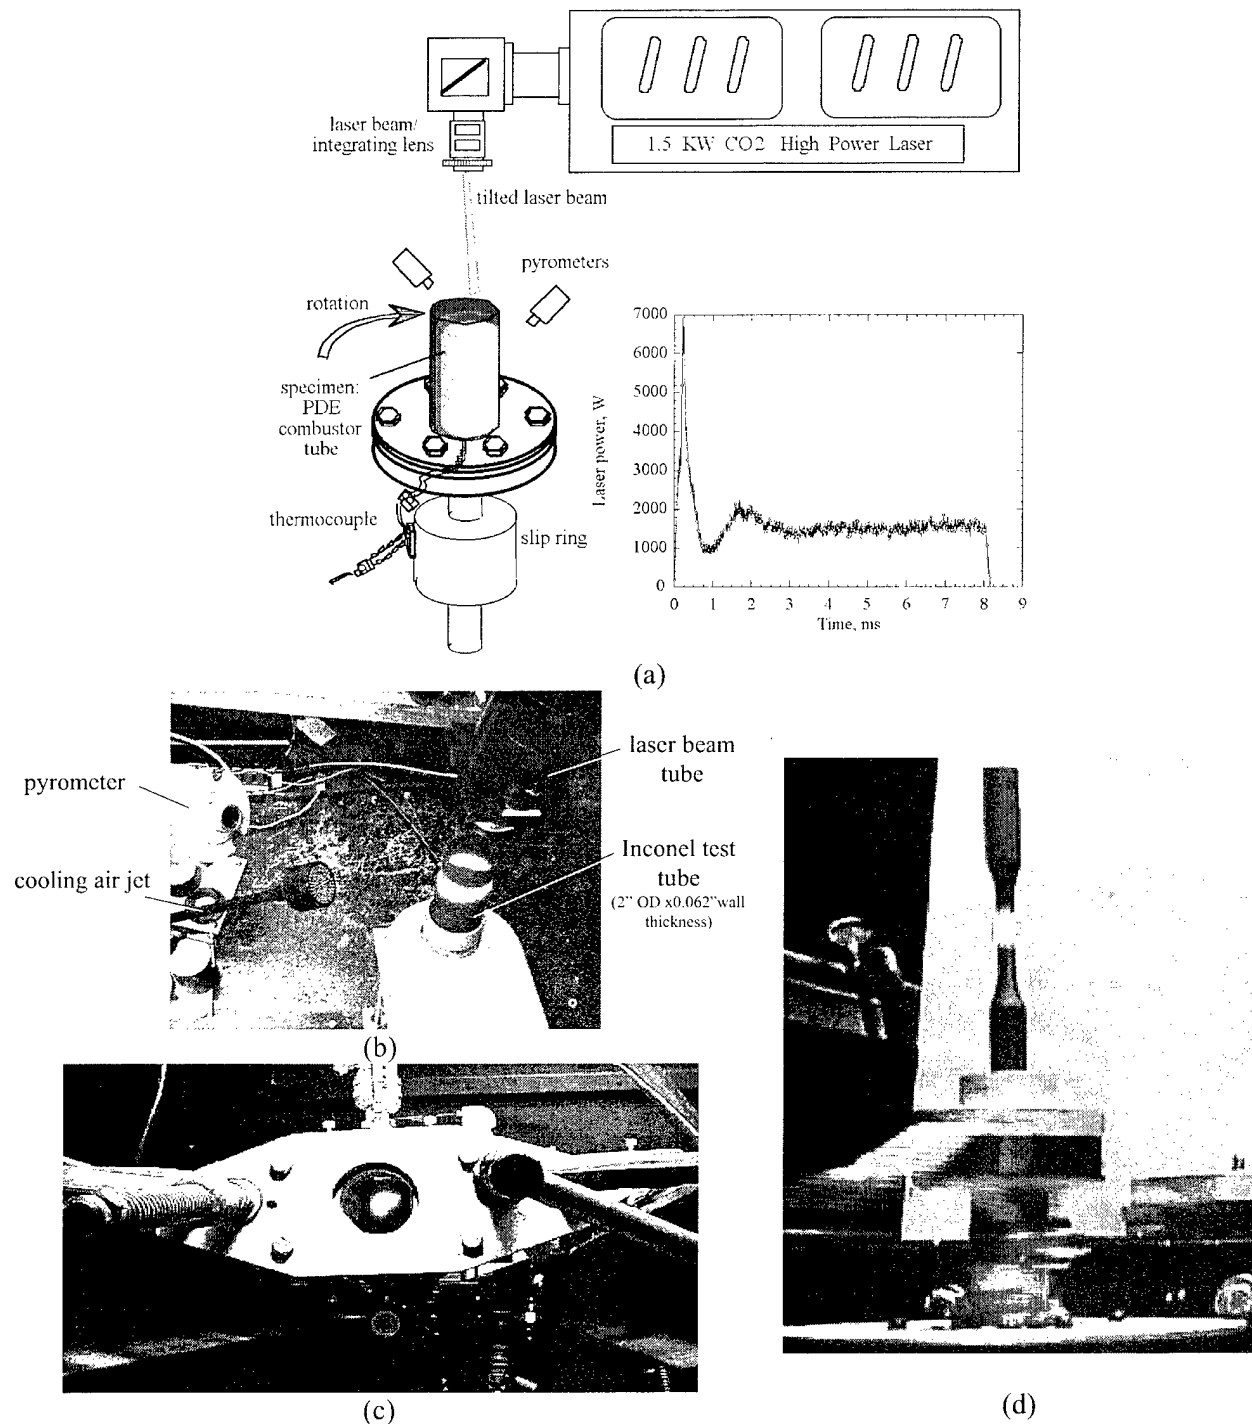 1.5 KW CO2 High Power Laser
laser beam/
integrating lens
tilted laser beam
pyrometers
rotation
specimen:
PDE
combustor
tube
thermocouple
slip ring
7000
6000
5000
4000
3000
2000
1000
0
Laser power, W
0 1 2 3 4 5 6 7 8 9
Time, ms
(a)
laser beam
tube
pyrometer
cooling air jet
Inconel test
tube
(2” OD x0.062”wall
thickness)
(b)
(c)
(d)